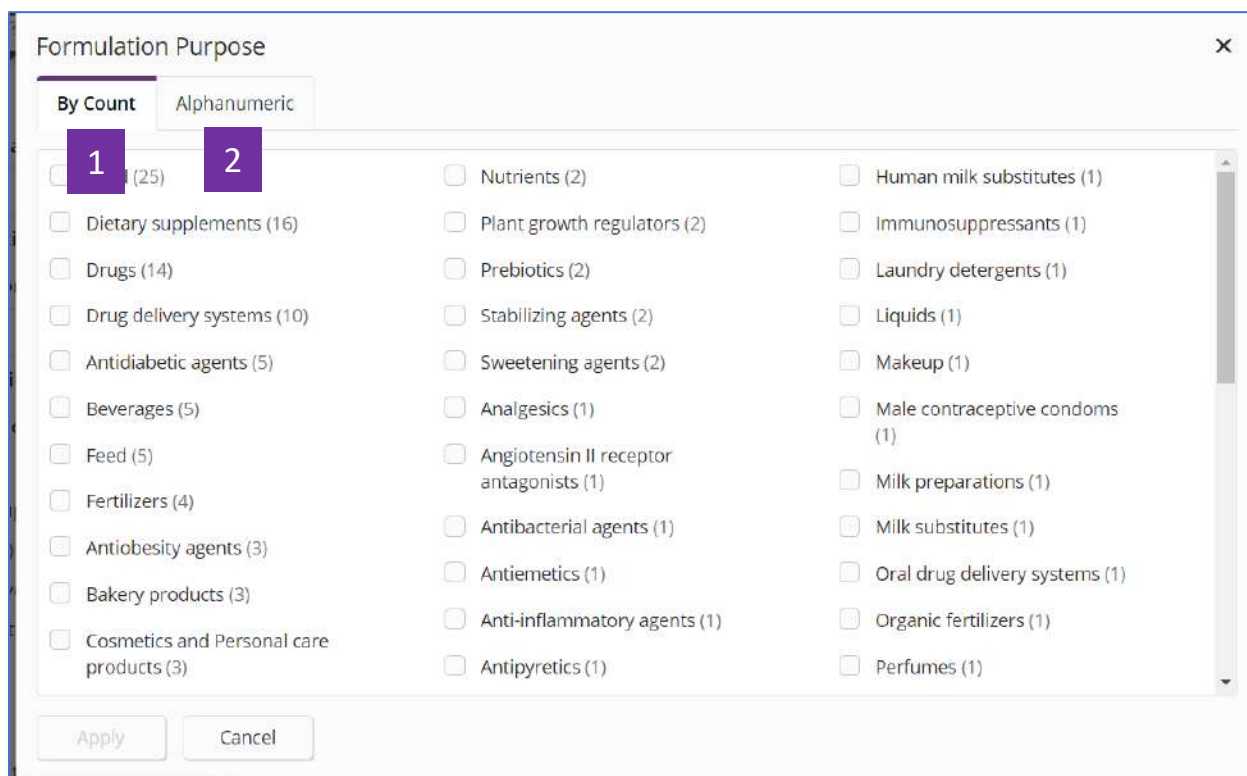 Formulation Purpose
By Count
Alphanumeric
1
2
(25)
Dietary supplements (16)
Drugs (14)
Drug delivery systems (10)
Antidiabetic agents (5)
Beverages (5)
Feed (5)
Fertilizers (4)
Antiobesity agents (3)
Bakery products (3)
Cosmetics and Personal care
products (3)
Nutrients (2)
Plant growth regulators (2)
Prebiotics (2)
Stabilizing agents (2)
Sweetening agents (2)
Analgesics (1)
Angiotensin II receptor
antagonists (1)
Antibacterial agents (1)
Antiemetics (1)
Anti-inflammatory agents (1)
Antipyretics (1)
Human milk substitutes (1)
Immunosuppressants (1)
Laundry detergents (1)
Liquids (1)
Makeup (1)
Male contraceptive condoms
(1)
Milk preparations (1)
Milk substitutes (1)
Oral drug delivery systems (1)
Organic fertilizers (1)
Perfumes (1)
Apply
Cancel